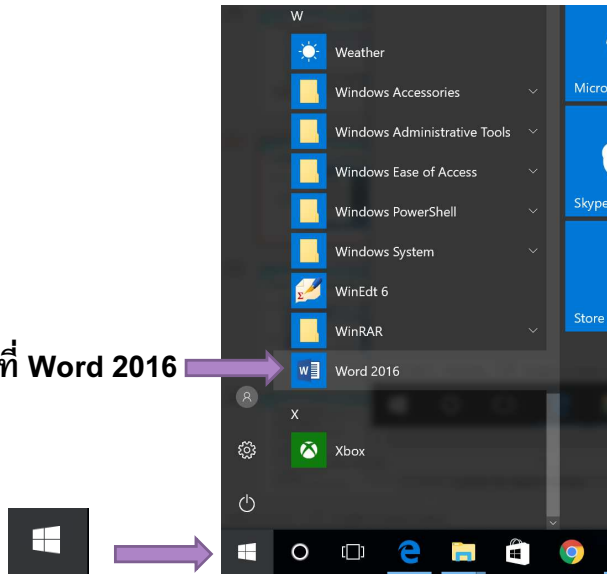 W
Weather
Windows Accessories
Micro
Windows Administrative Tools
Windows Ease of Access
Skype
Windows PowerShell
Windows System
WinEdt 6
Store
WinRAR
ที่ Word 2016
Word 2016
X
Xbox